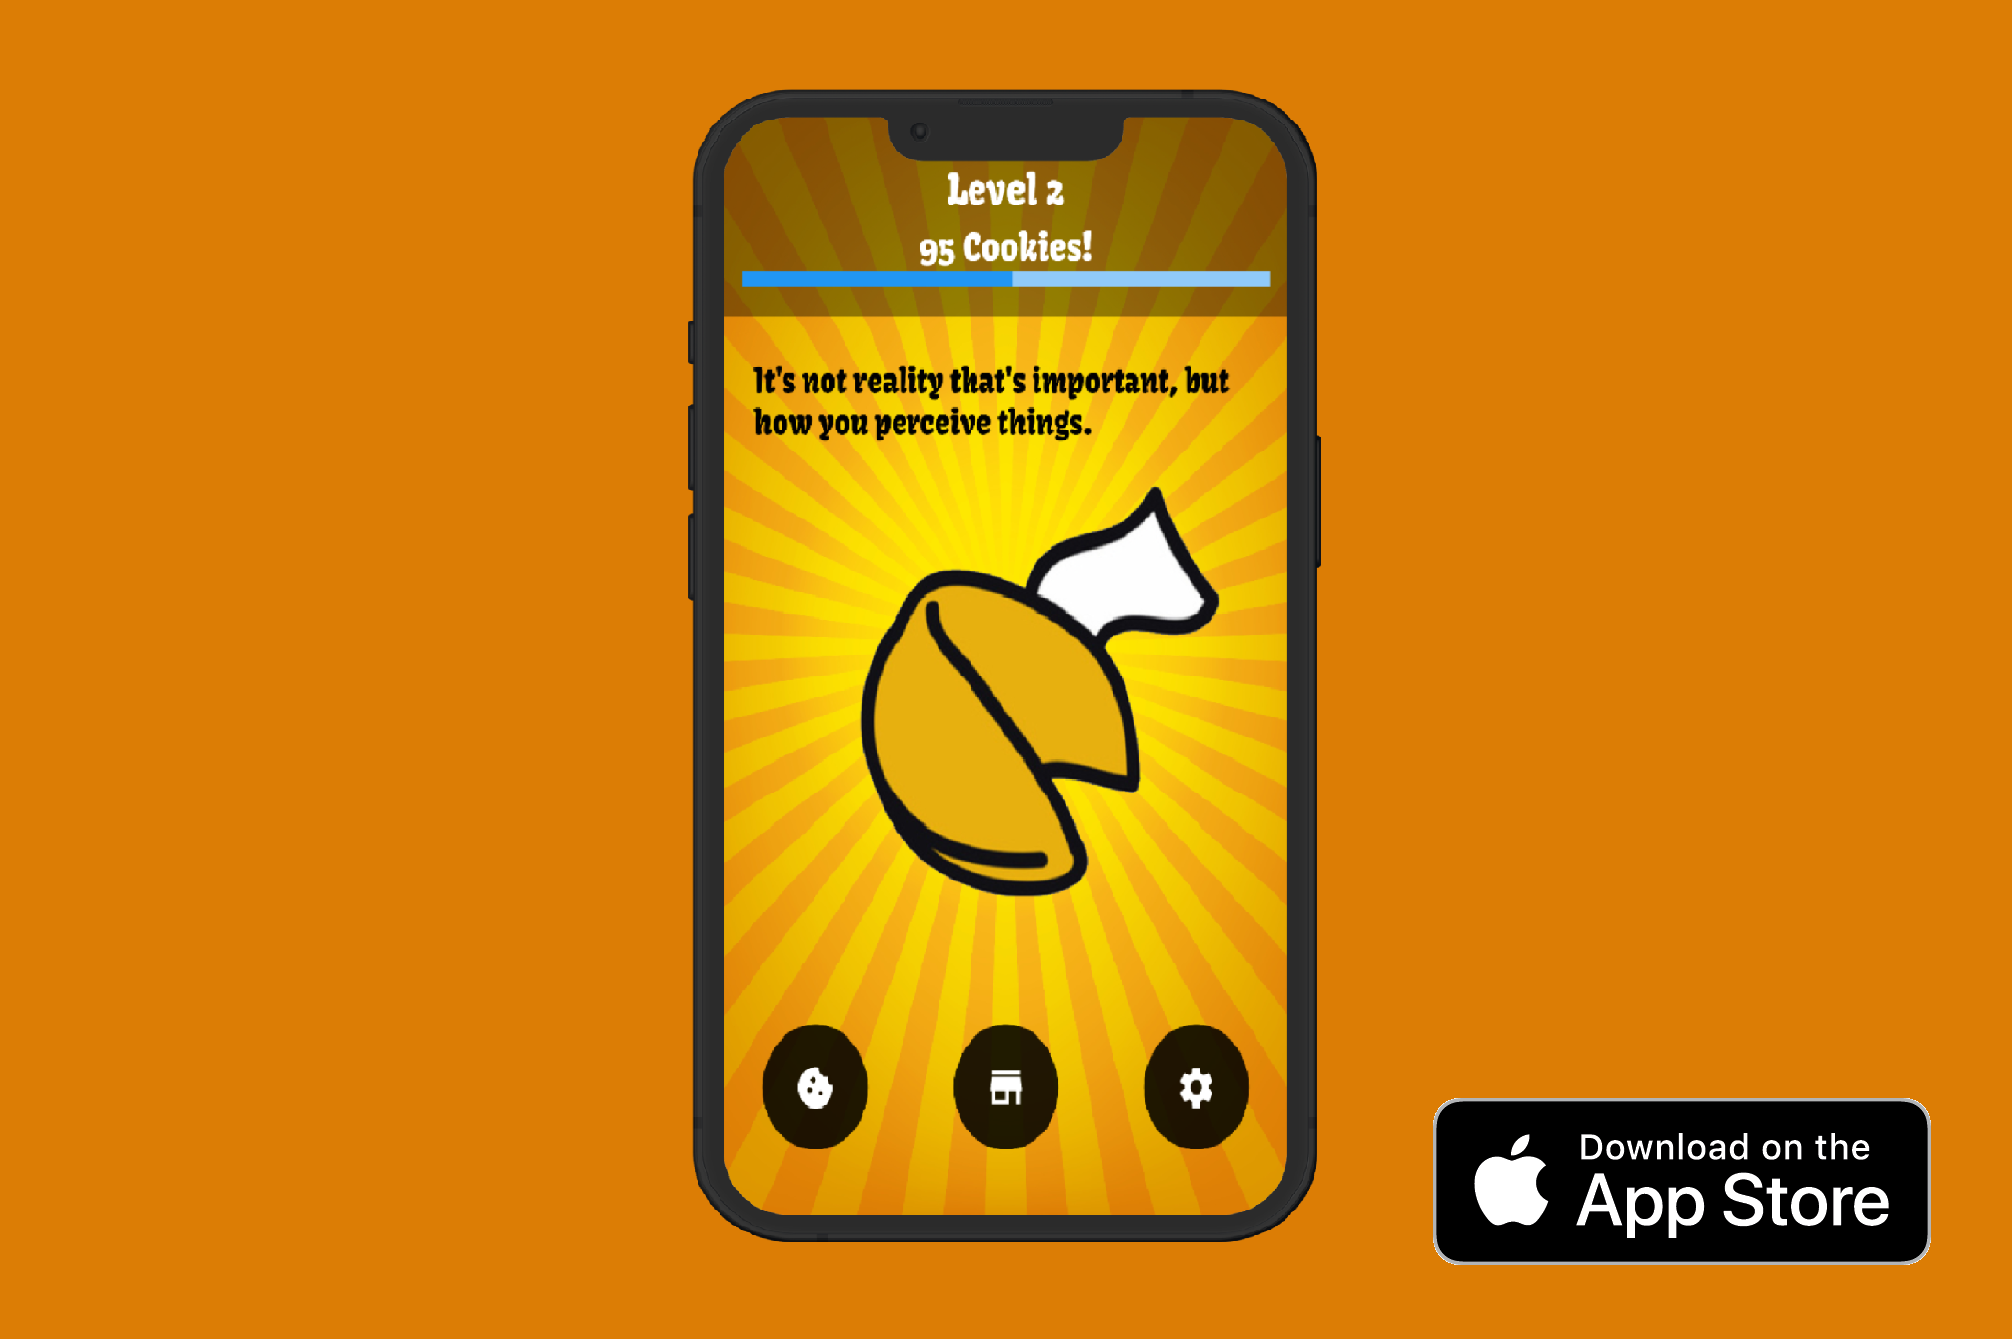 Level 2
95 Cookies!
It's not reality that's important, but
how you perceive things.
Download on the
App Store